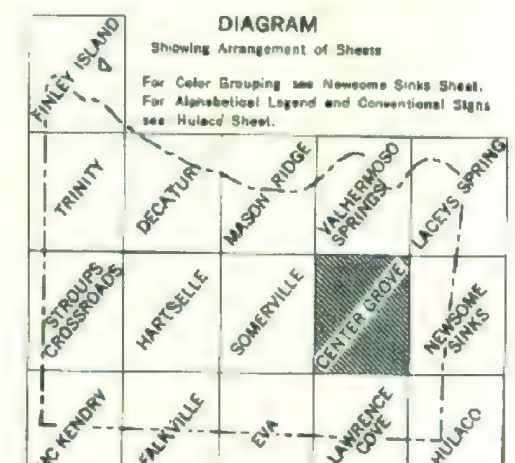 DIAGRAM
Showing Arrangement of Sheets
For Color Grouping see Newsome Sinks Sheet.
For Alphabetical Legend and Conventional Signs
see Hulaco Sheet.
FINLEY ISLAND
TRINITY
DECATUR
MASON RIDGE
VALHERMOSO
SPRINGS
LACEYS SPRING
STROUPS
CROSSROADS
HARTSELLE
SOMERVILLE
CENTER GROVE
NEWSOME
SINKS
MC KENDRY
FALKVILLE
EVA
LAWRENCE
COVE
HULACO